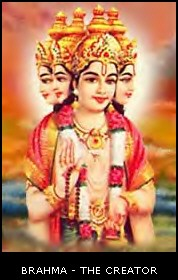 BRAHMA - THE CREATOR